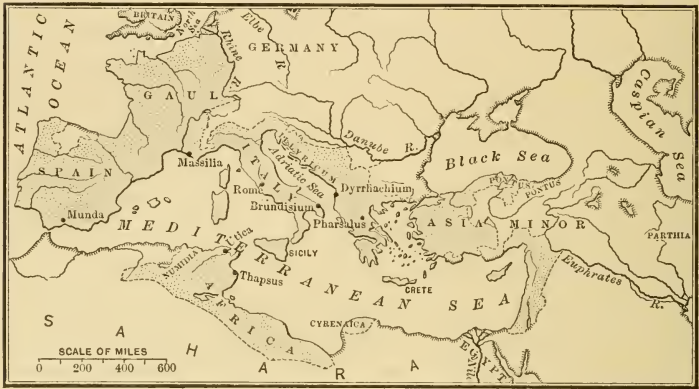 BRITAIN
North Sea
Elbe R.
Rhine R.
GERMANY
ATLANTIC OCEAN
GAUL
Caspian Sea
Danube R.
ILLYRICUM
Black Sea
Massilia
ITALY
Adriatic Sea
SPAIN
Rome
Dyrrhachium
PONTUS
PONTUS
Brundisium
Munda
Pharsalus
ASIA MINOR
PARTHIA
MEDITERRANEAN SEA
Utica
SICILY
NUMIDIA
Thapsus
Euphrates R.
CRETE
AFRICA
CYRENAICA
SAHARA
EGYPT
Nile
SCALE OF MILES
0 200 400 600